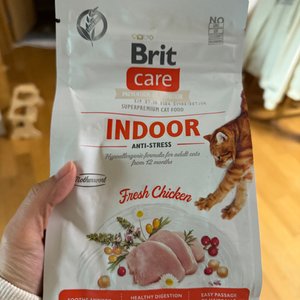 NO
Brit
care
SUPERPREMIUM CAT FOOD
INDOOR
ANTI-STRESS
Hypoallergenic formula for adult cats
from 12 months
Motherwort
Fresh Chicken
HEALTHY DIGESTION
EASY PASSAGE